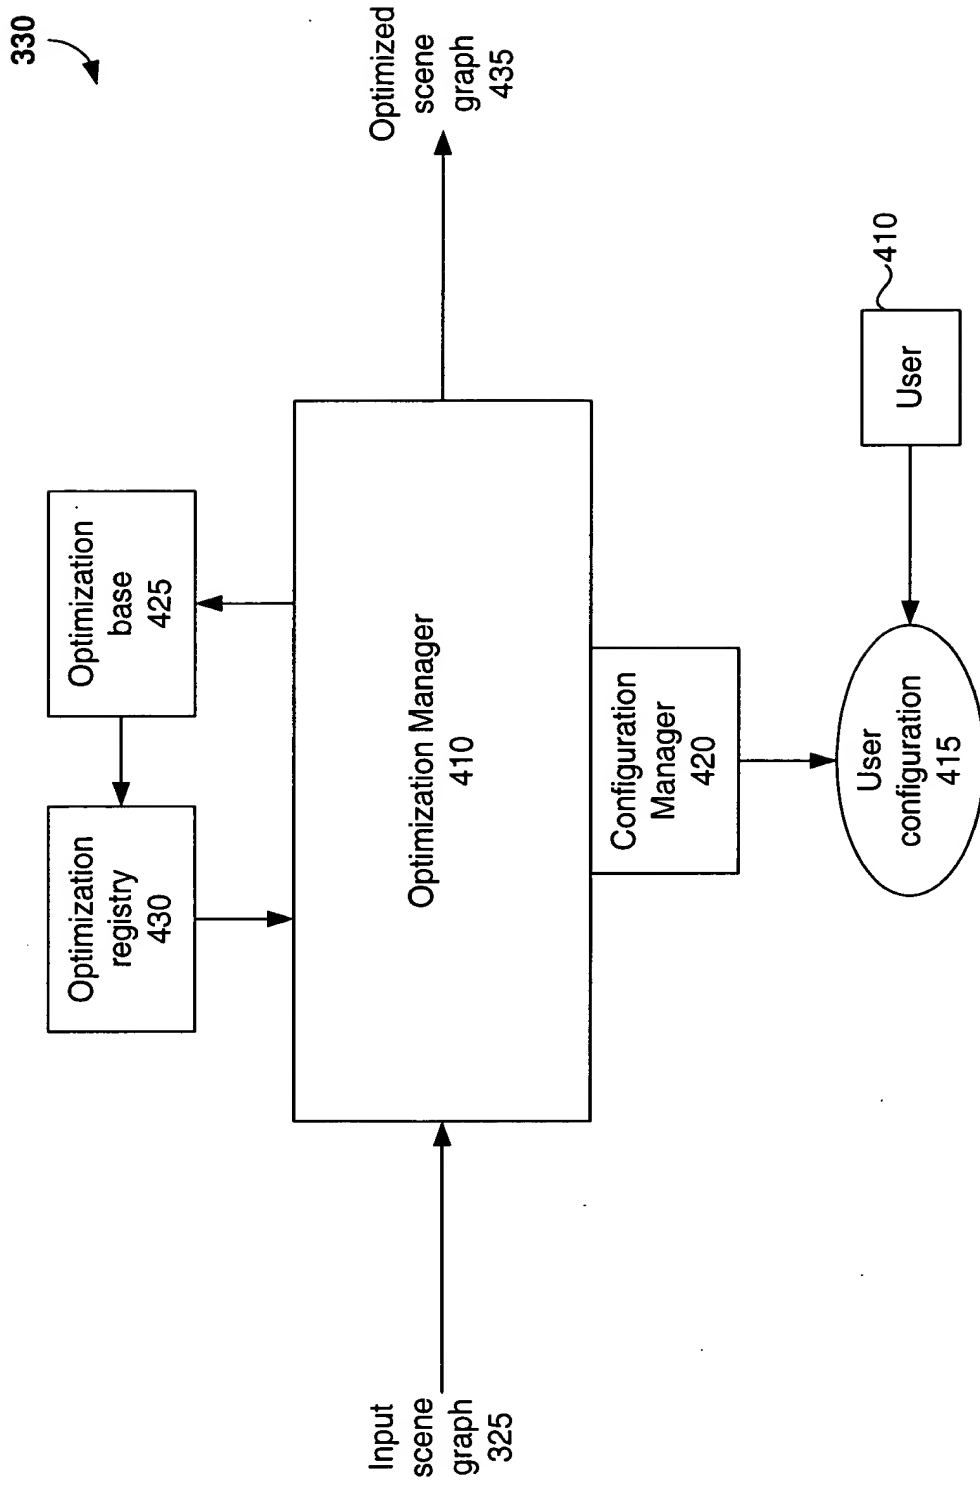 330
Optimization
registry
430
Optimization
base
425
Input
scene
graph
325
Optimization Manager
410
Optimized
scene
graph
435
Configuration
Manager
420
User
configuration
415
User
410